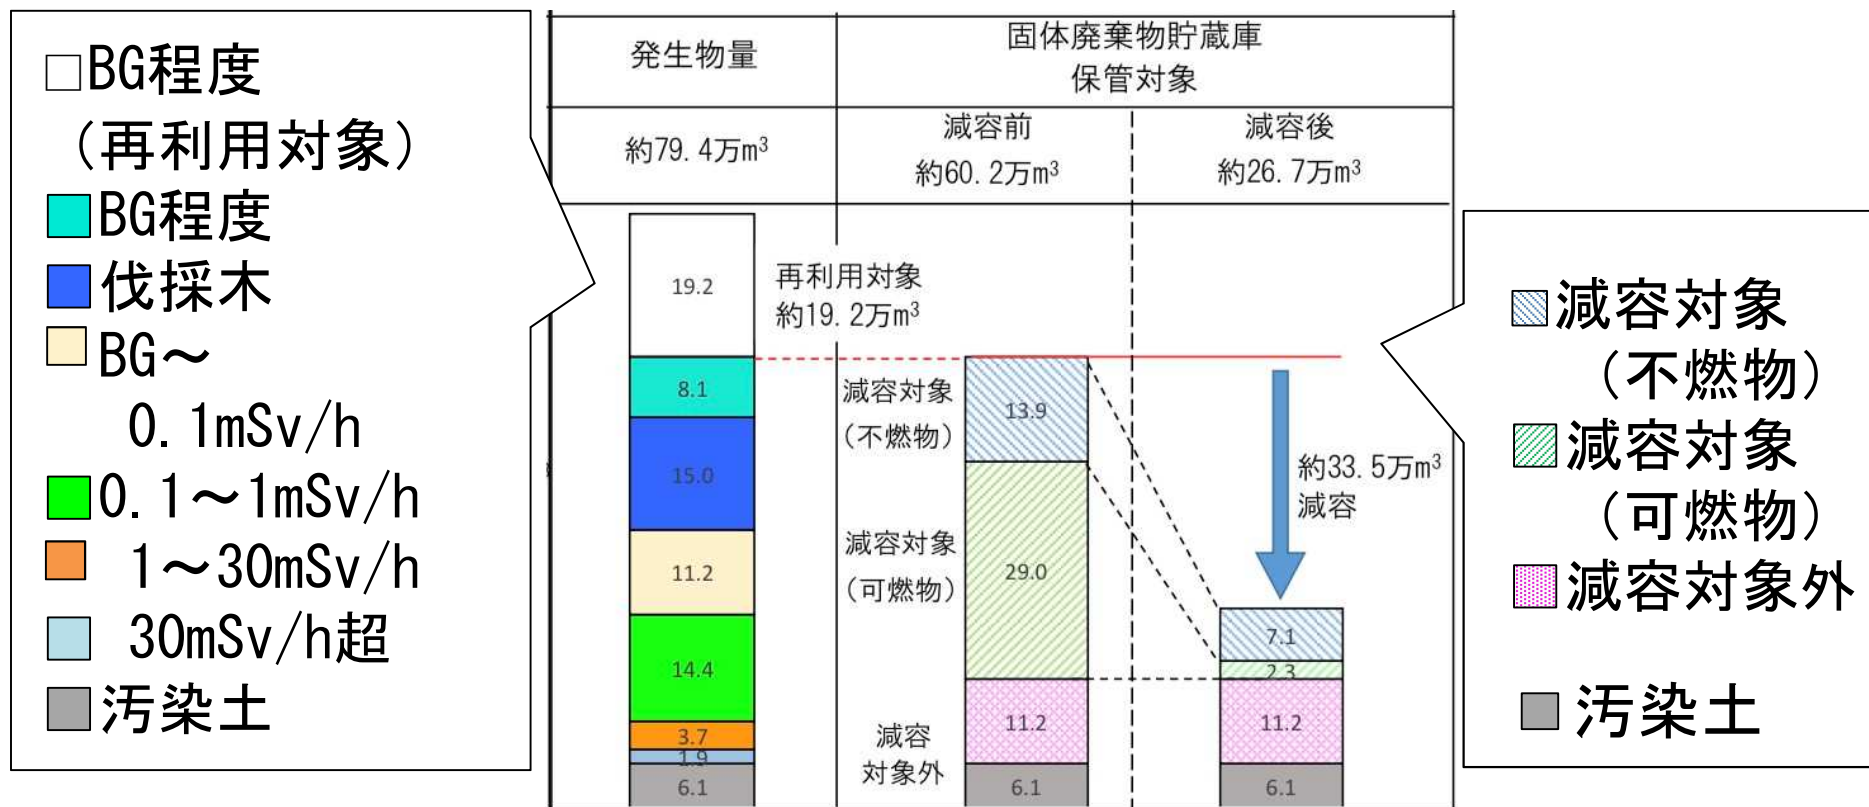 BG程度
（再利用対象）
BG程度
伐採木
BG～
0.1mSv/h
0.1～1mSv/h
1～30mSv/h
30mSv/h超
汚染土
発生物量
固体廃棄物貯蔵庫
保管対象
約79.4万m³
減容前
約60.2万m³
減容後
約26.7万m³
19.2
8.1
15.0
11.2
14.4
3.7
1.9
6.1
再利用対象
約19.2万m³
減容対象
（不燃物）
減容対象
（可燃物）
減容
対象外
13.9
29.0
11.2
6.1
約33.5万m³
減容
7.1
2.3
11.2
6.1
減容対象
（不燃物）
減容対象
（可燃物）
減容対象外
汚染土